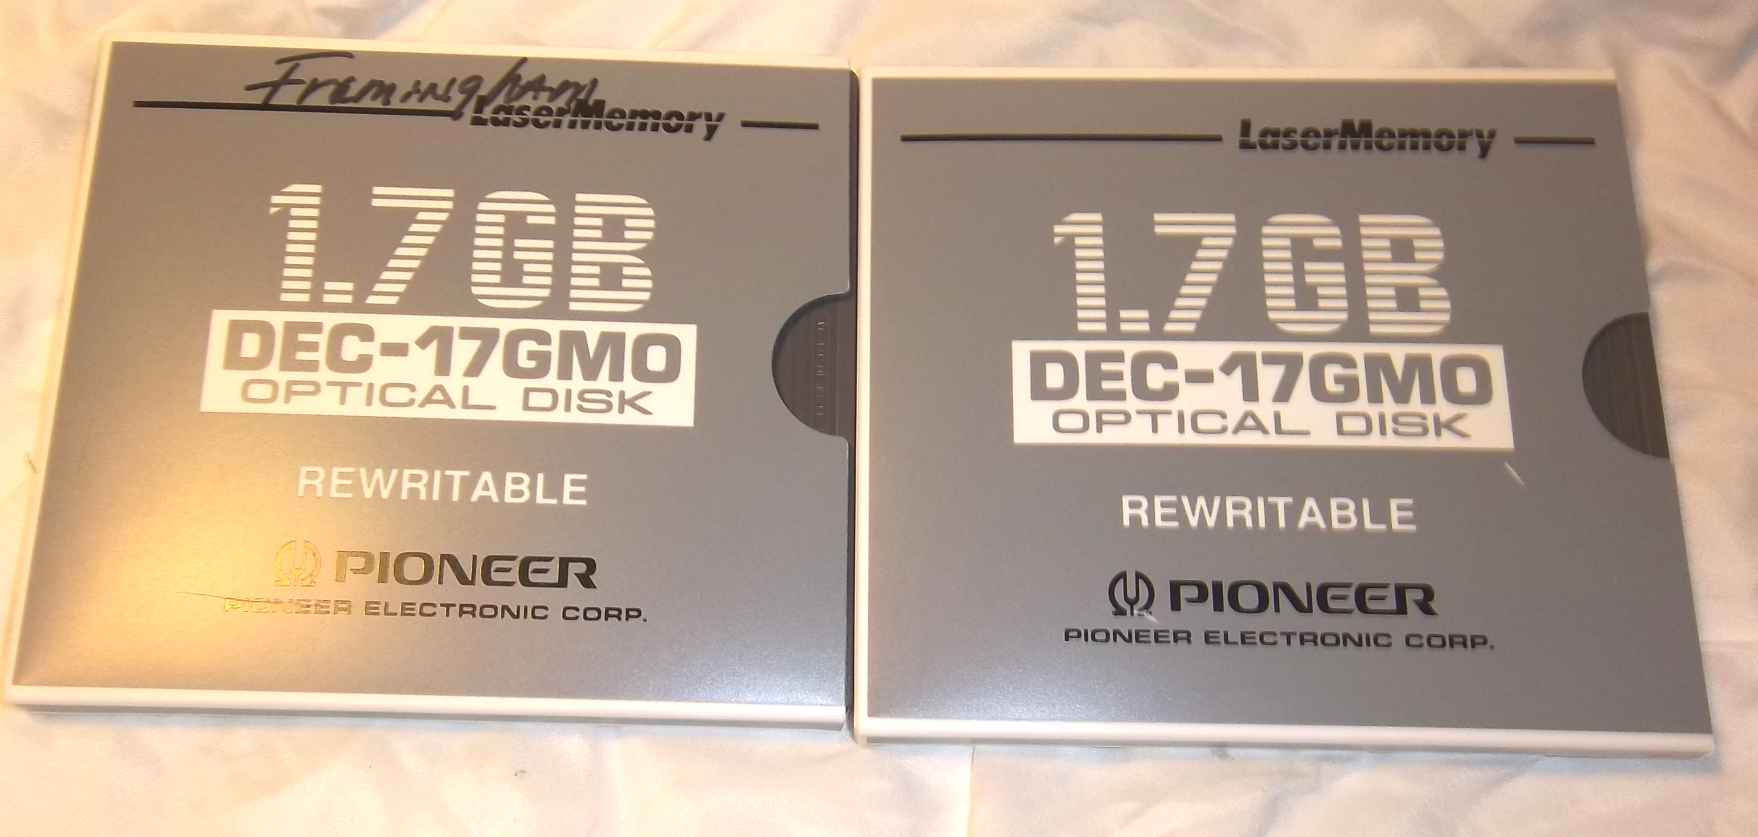 Framingham
LaserMemory
1.7GB
DEC-17GMO
OPTICAL DISK
REWRITABLE
PIONEER
PIONEER ELECTRONIC CORP.
LaserMemory
1.7GB
DEC-17GMO
OPTICAL DISK
REWRITABLE
PIONEER
PIONEER ELECTRONIC CORP.